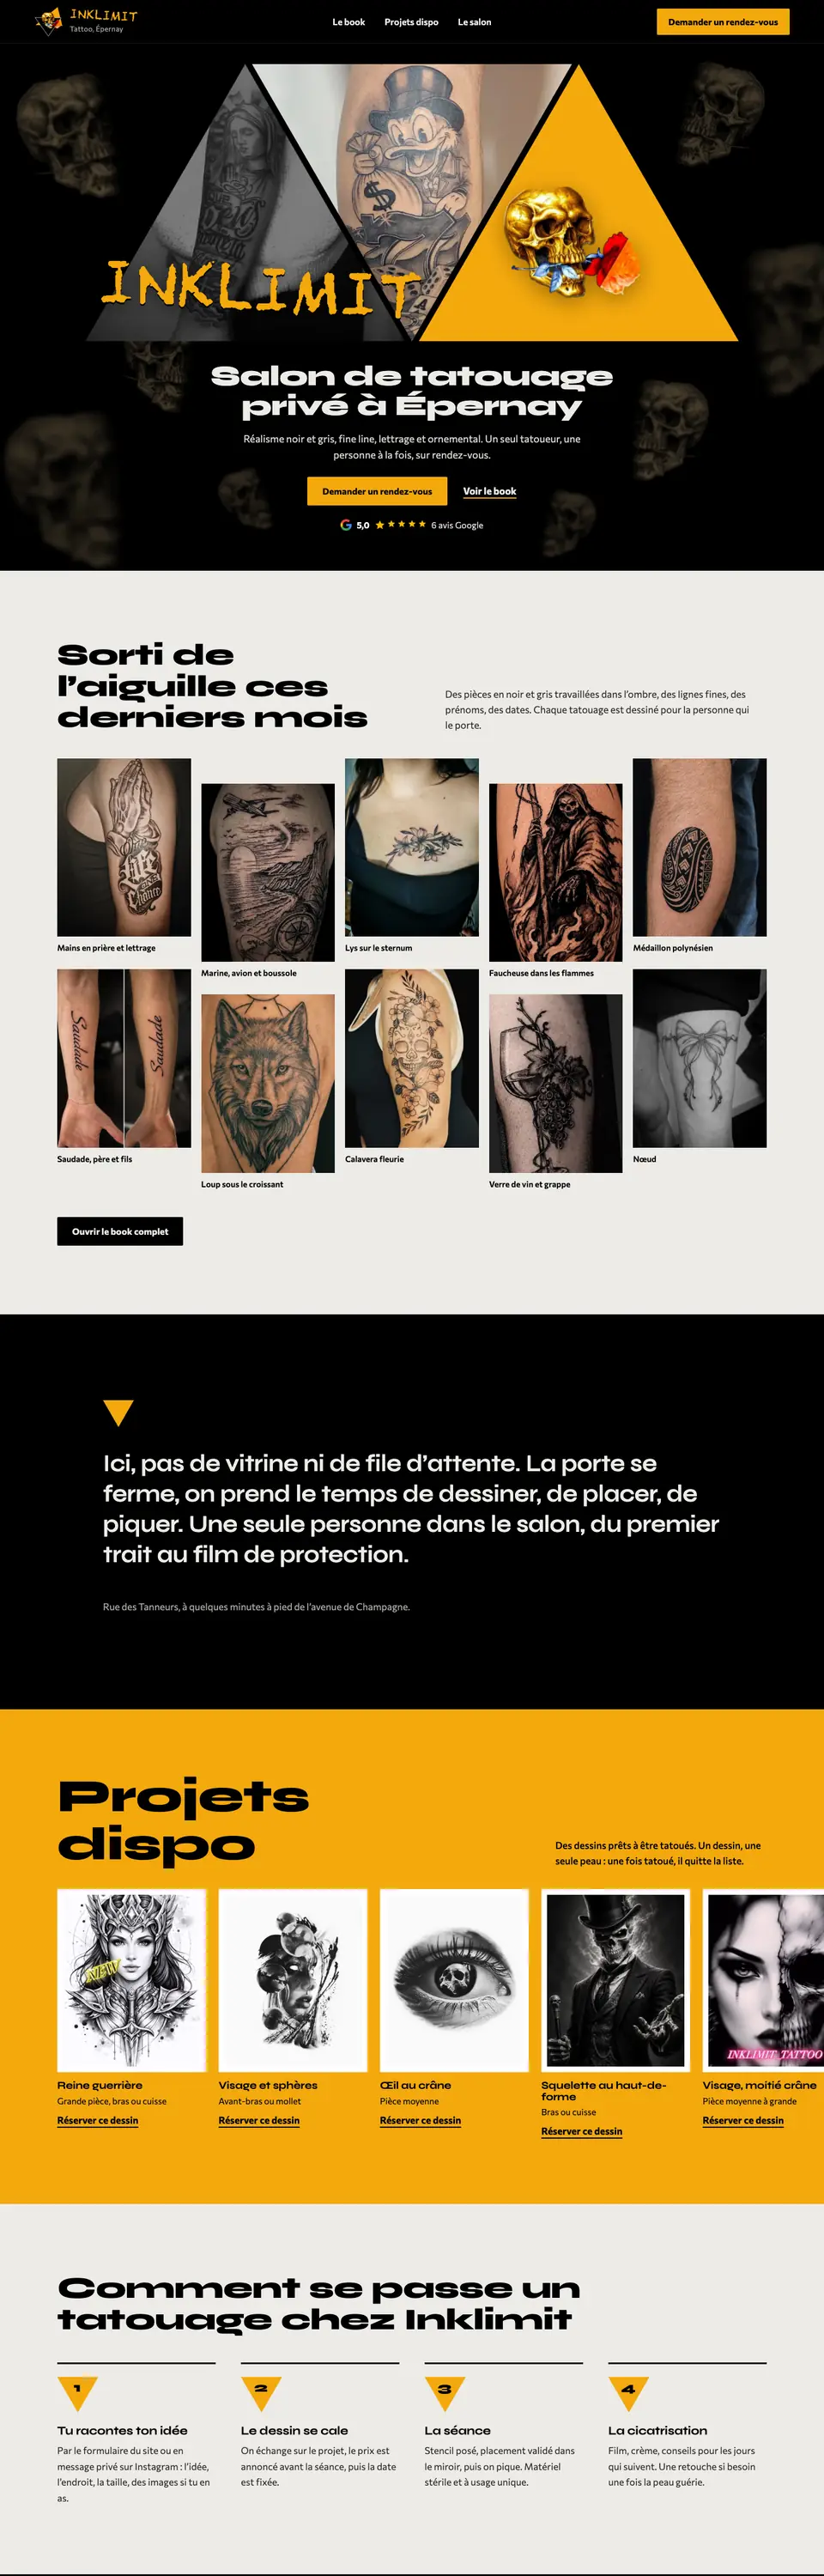 INKLIMIT
Tattoo, Épernay
Le book
Projets dispo
Le salon
Demander un rendez-vous
$
INKLIMIT
Salon de tatouage
privé à Épernay
Réalisme noir et gris, fine line, lettrage et ornemental. Un seul tatoueur, une
personne à la fois, sur rendez-vous.
Demander un rendez-vous
Voir le book
5,0
6 avis Google
Sorti de
l’aiguille ces
derniers mois
Des pièces en noir et gris travaillées dans l’ombre, des lignes fines, des
prénoms, des dates. Chaque tatouage est dessiné pour la personne qui
le porte.
Mains en prière et lettrage
Marine, avion et boussole
Lys sur le sternum
Faucheuse dans les flammes
Médaillon polynésien
Saudade
Saudade
Saudade, père et fils
Loup sous le croissant
Calavera fleurie
Verre de vin et grappe
Nœud
Ouvrir le book complet
Ici, pas de vitrine ni de file d’attente. La porte se
ferme, on prend le temps de dessiner, de placer, de
piquer. Une seule personne dans le salon, du premier
trait au film de protection.
Rue des Tanneurs, à quelques minutes à pied de l’avenue de Champagne.
Projets
dispo
Des dessins prêts à être tatoués. Un dessin, une
seule peau : une fois tatoué, il quitte la liste.
NEW
INKLIMIT TATTOO
Reine guerrière
Grande pièce, bras ou cuisse
Réserver ce dessin
Visage et sphères
Avant-bras ou mollet
Réserver ce dessin
Œil au crâne
Pièce moyenne
Réserver ce dessin
Squelette au haut-de-
forme
Bras ou cuisse
Réserver ce dessin
Visage, moitié crâne
Pièce moyenne à grande
Réserver ce dessin
Comment se passe un
tatouage chez Inklimit
1
Tu racontes ton idée
Par le formulaire du site ou en
message privé sur Instagram : l’idée,
l’endroit, la taille, des images si tu en
as.
2
Le dessin se cale
On échange sur le projet, le prix est
annoncé avant la séance, puis la date
est fixée.
3
La séance
Stencil posé, placement validé dans
le miroir, puis on pique. Matériel
stérile et à usage unique.
4
La cicatrisation
Film, crème, conseils pour les jours
qui suivent. Une retouche si besoin
une fois la peau guérie.